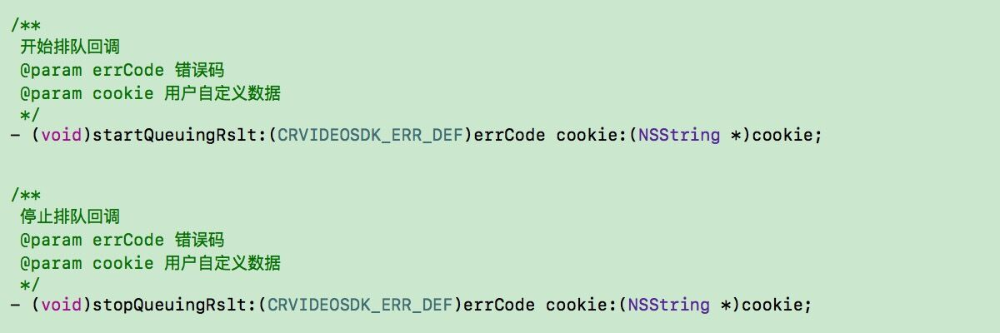 /**
开始排队回调
@param errCode 错误码
@param cookie 用户自定义数据
*/
- (void)startQueuingRslt:(CRVIDEOSDK_ERR_DEF)errCode cookie:(NSString *)cookie;
/**
停止排队回调
@param errCode 错误码
@param cookie 用户自定义数据
*/
- (void)stopQueuingRslt:(CRVIDEOSDK_ERR_DEF)errCode cookie:(NSString *)cookie;